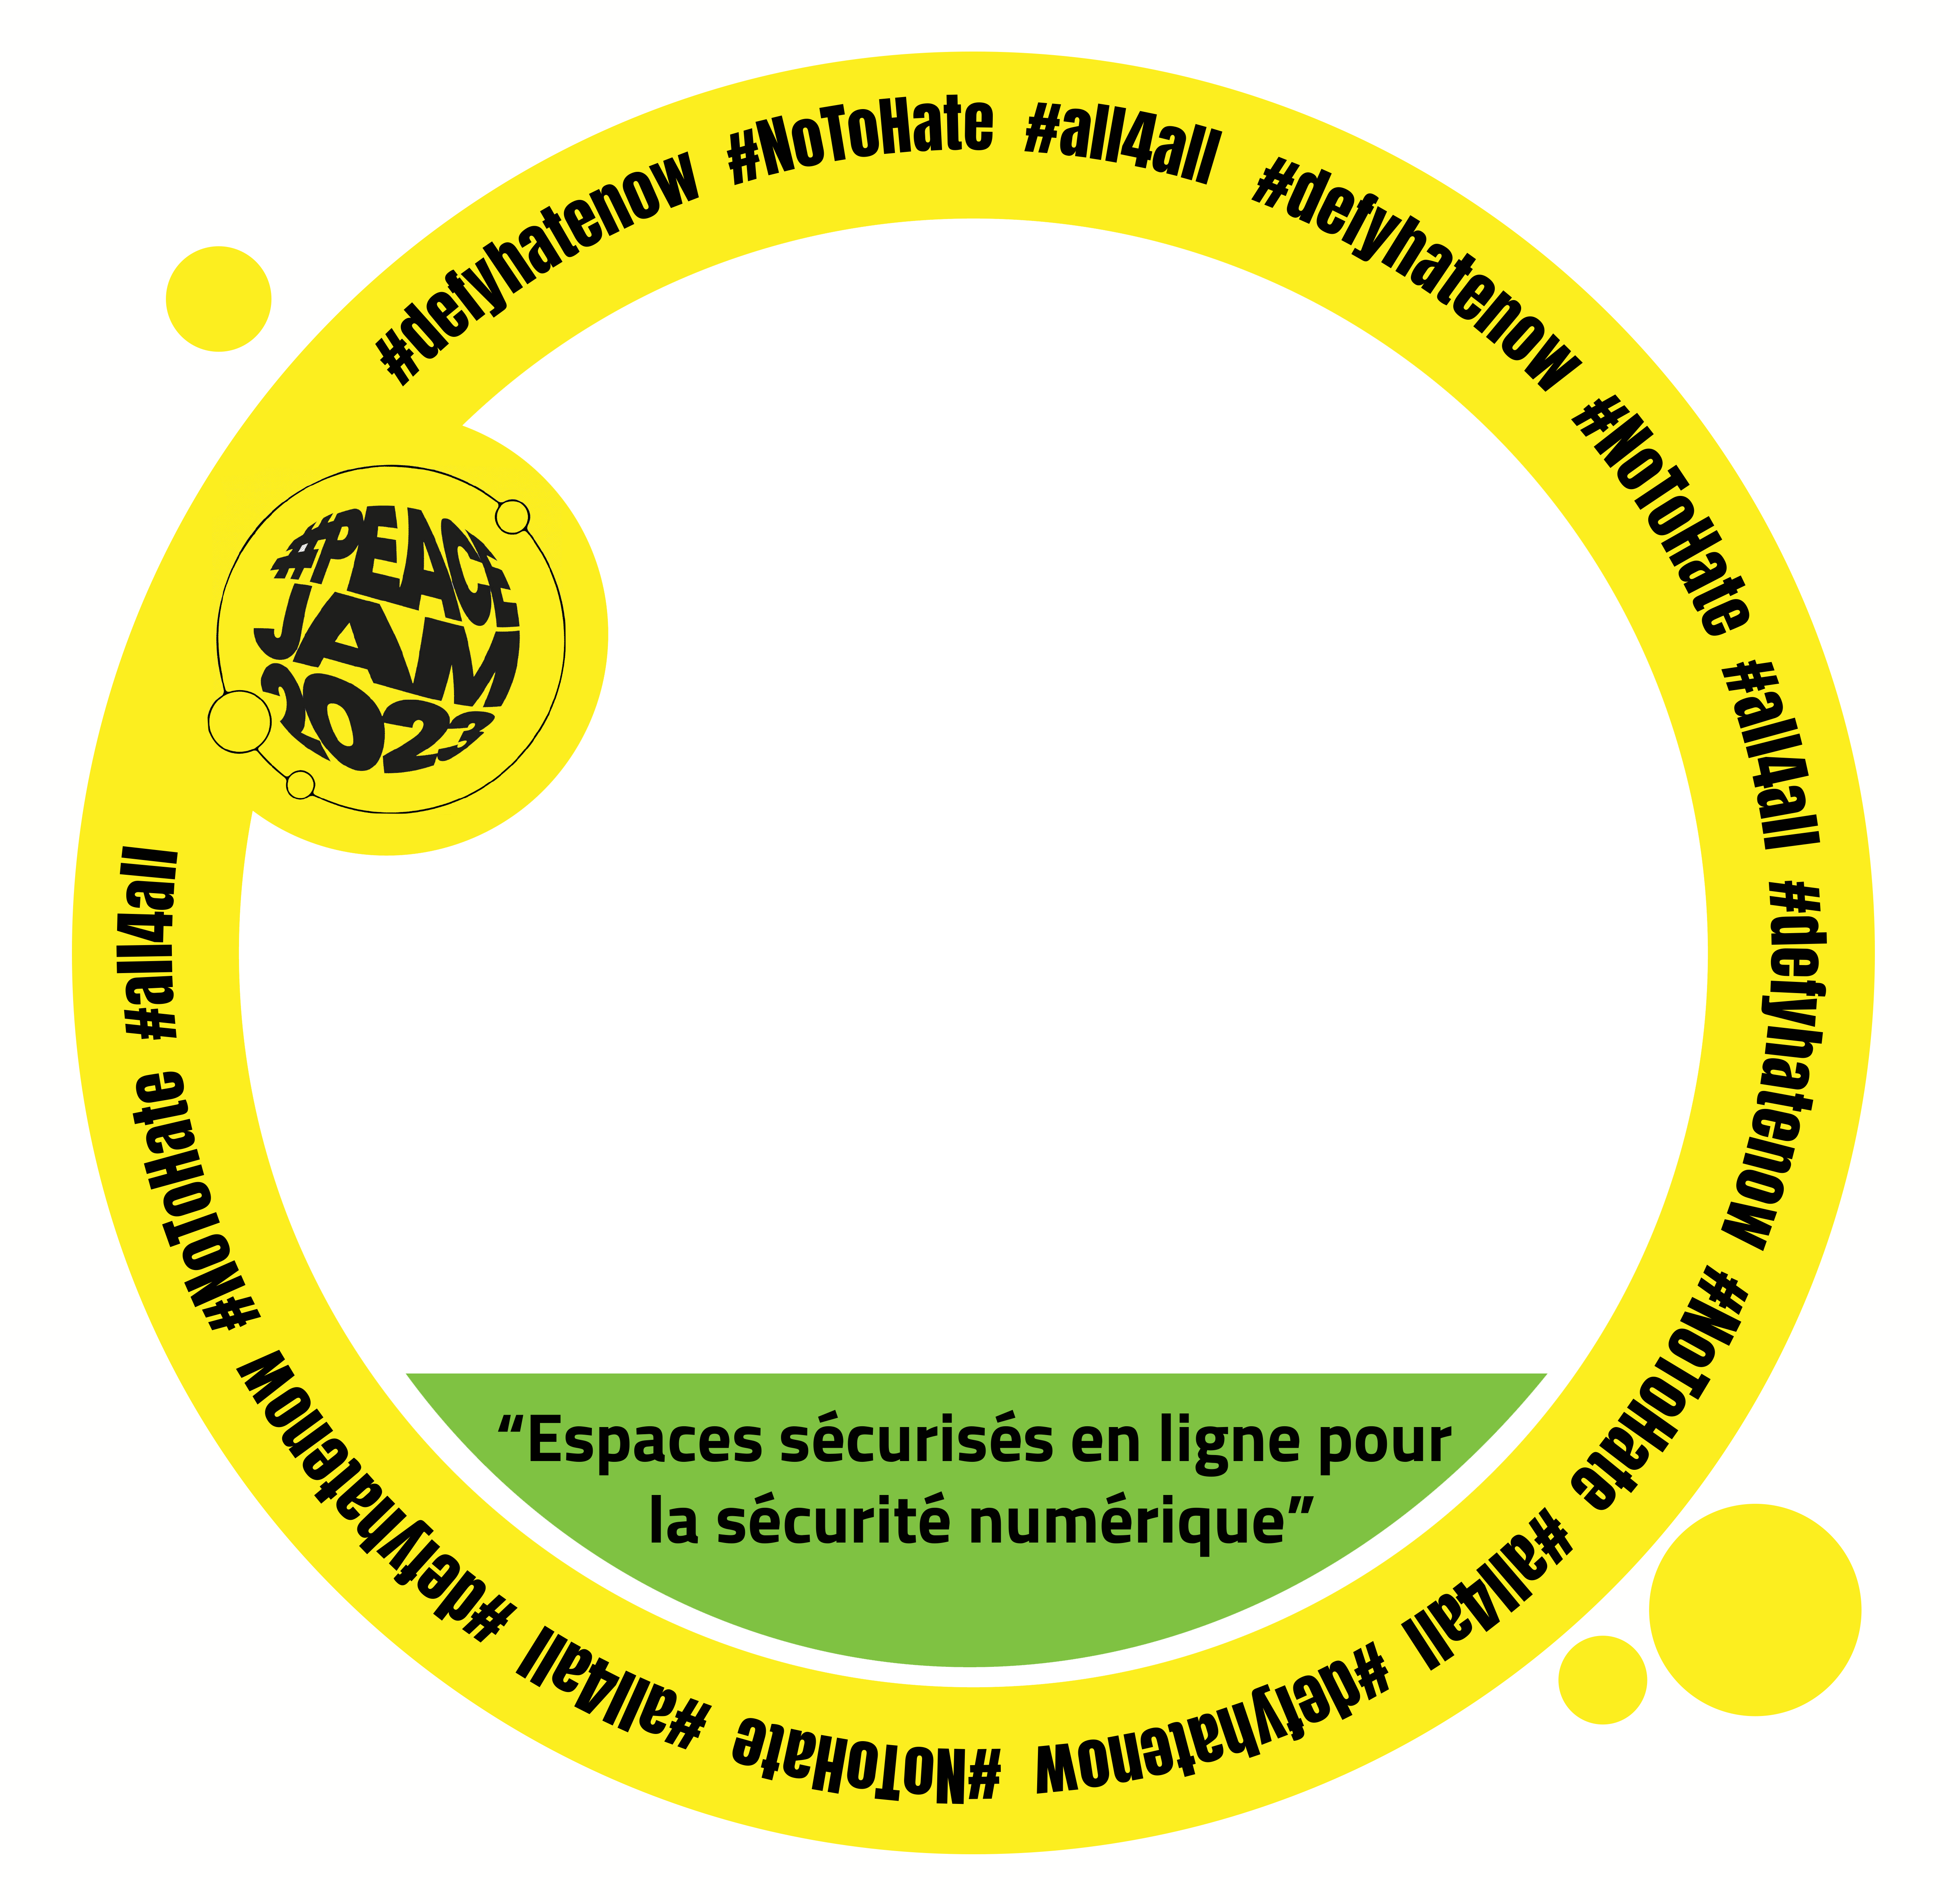 #defyhatenow #NoToHate #all4all #defyhatenow #NoToHate #all4all #defyhatenow #NoToHate #all4all #defyhatenow #NoToHate #all4all #defyhatenow #NoToHate #all4all
#PEACE
JAM
2023
“Espaces sécurisés en ligne pour
la sécurité numérique”